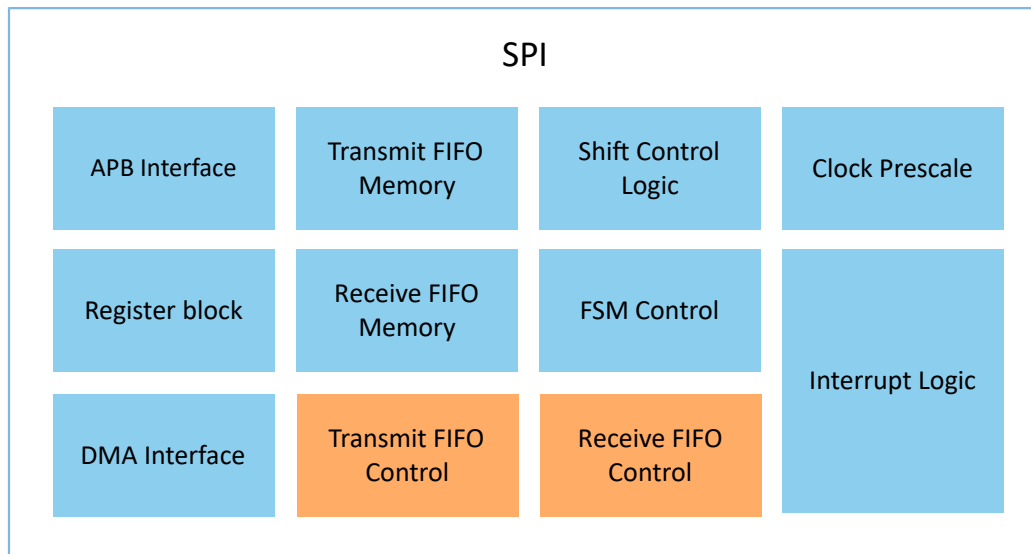 SPI
APB Interface
Transmit FIFO
Memory
Shift Control
Logic
Clock Prescale
Register block
Receive FIFO
Memory
FSM Control
Interrupt Logic
DMA Interface
Transmit FIFO
Control
Receive FIFO
Control